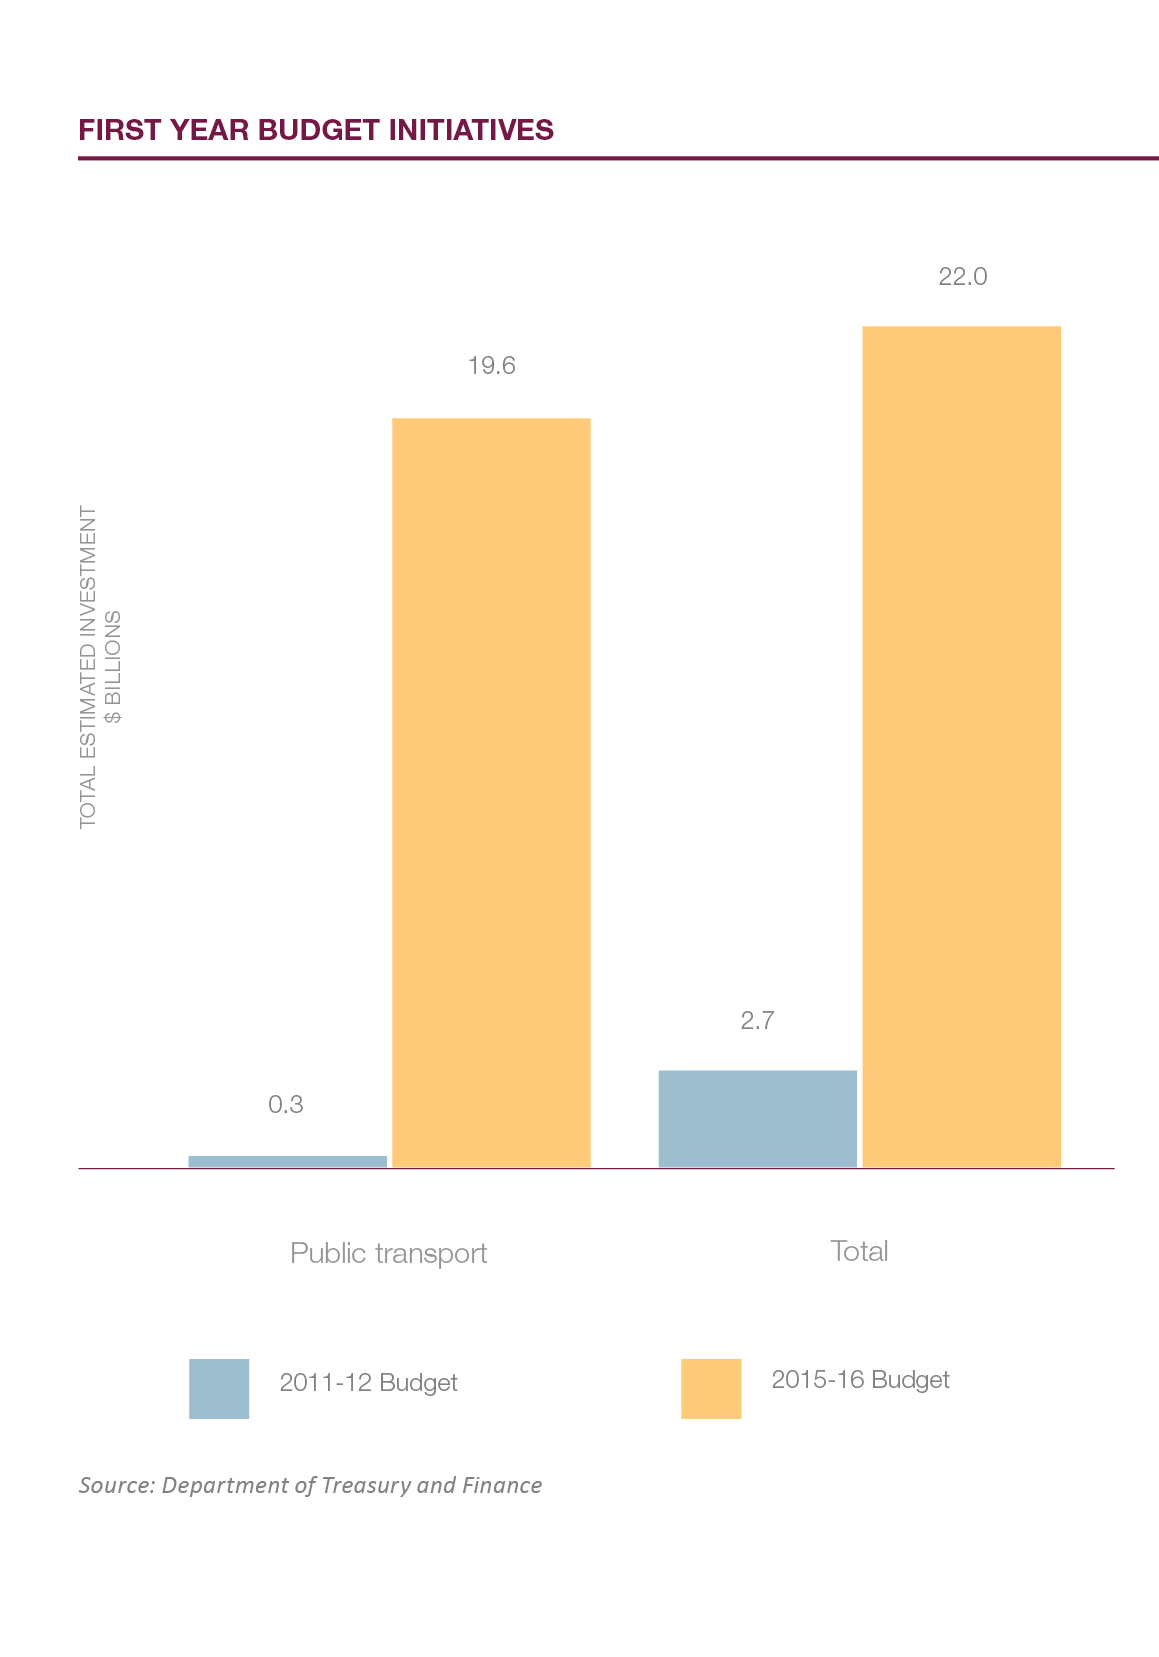 FIRST YEAR BUDGET INITIATIVES
22.0
19.6
TOTAL ESTIMATED INVESTMENT
$ BILLIONS
2.7
0.3
Public transport
Total
2011-12 Budget
2015-16 Budget
Source: Department of Treasury and Finance